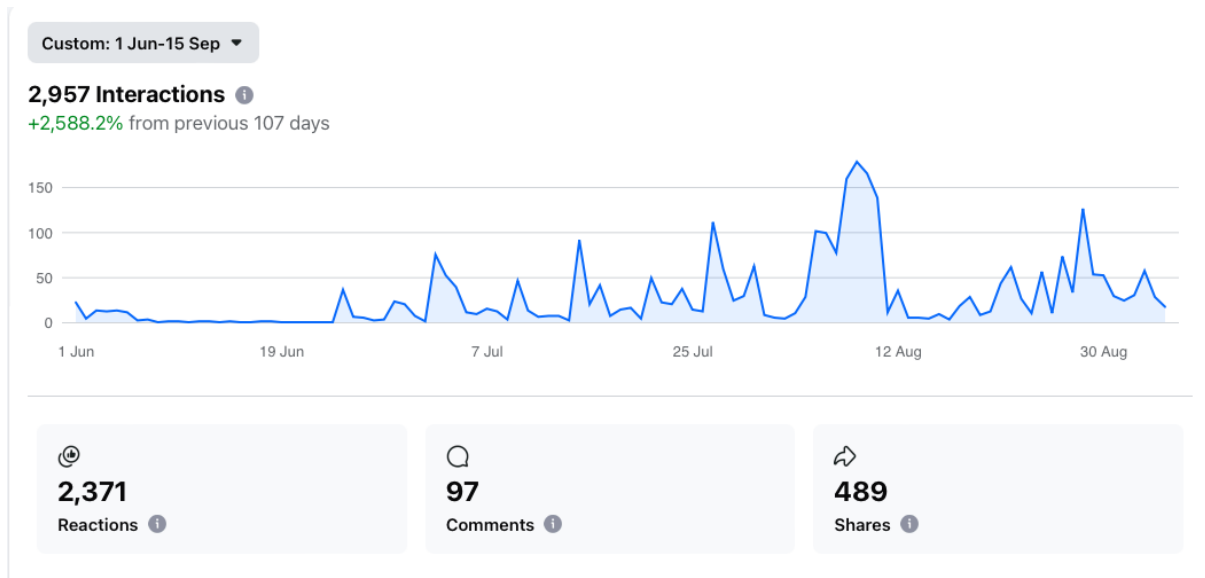 Custom: 1 Jun-15 Sep
2,957 Interactions
+2,588.2% from previous 107 days
150
100
50
0
1 Jun 19 Jun 7 Jul 25 Jul 12 Aug 30 Aug
2,371 97 489
Reactions Comments Shares